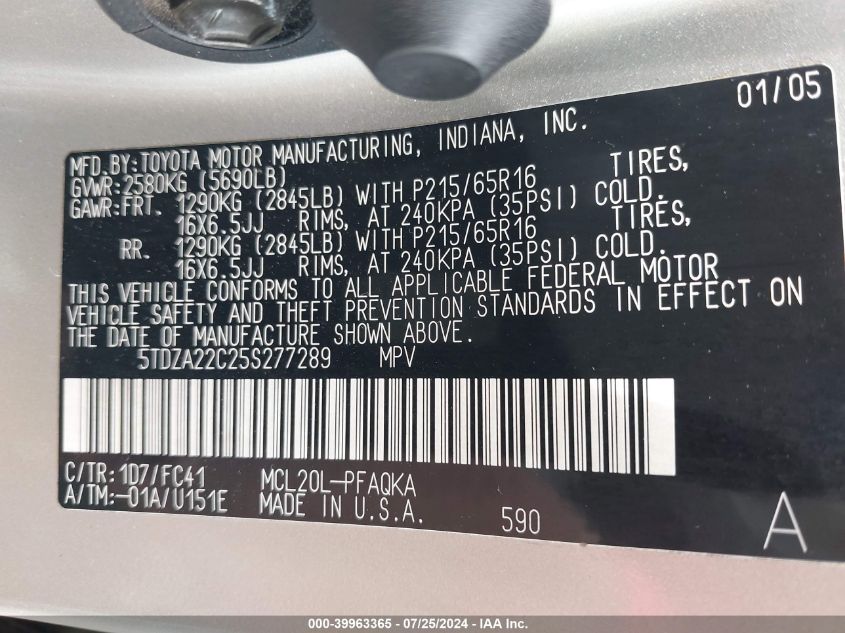 01/05
MFD.BY:TOYOTA MOTOR MANUFACTURING, INDIANA, INC.
GVWR:2580KG (5690LB)
GAWR:FRT. 1290KG (2845LB) WITH P215/65R16 TIRES,
16X6.5JJ RIMS, AT 240KPA (35PSI) COLD.
RR. 1290KG (2845LB) WITH P215/65R16 TIRES,
16X6.5JJ RIMS, AT 240KPA (35PSI) COLD.
THIS VEHICLE CONFORMS TO ALL APPLICABLE FEDERAL MOTOR
VEHICLE SAFETY AND THEFT PREVENTION STANDARDS IN EFFECT ON
THE DATE OF MANUFACTURE SHOWN ABOVE.
5TDZA22C25S277289 MPV
C/TR:1D7/FC41 MCL20L-PFAQKA
A/TM:-01A/U151E MADE IN U.S.A. 590 A
000-39963365 - 07/25/2024 - IAA Inc.